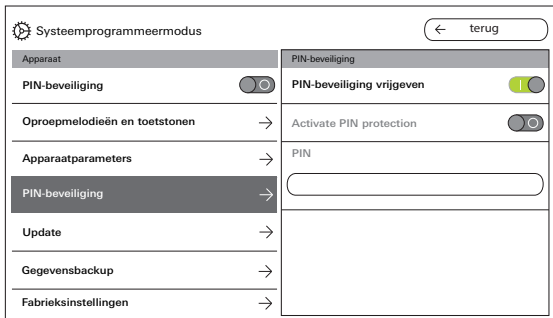 Systeemprogrammeermodus
← terug
Apparaat
PIN-beveiliging
Oproepmelodieën en toetstonen
Apparaatparameters
PIN-beveiliging
Update
Gegevensbackup
Fabrieksinstellingen
PIN-beveiliging
PIN-beveiliging vrijgeven
Activate PIN protection
PIN